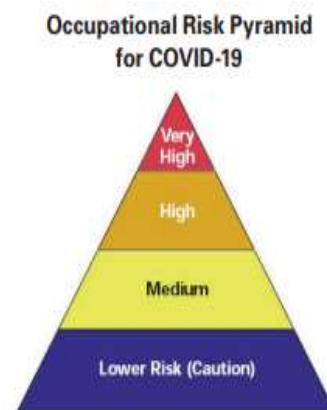 Occupational Risk Pyramid
for COVID-19
Very
High
High
Medium
Lower Risk (Caution)